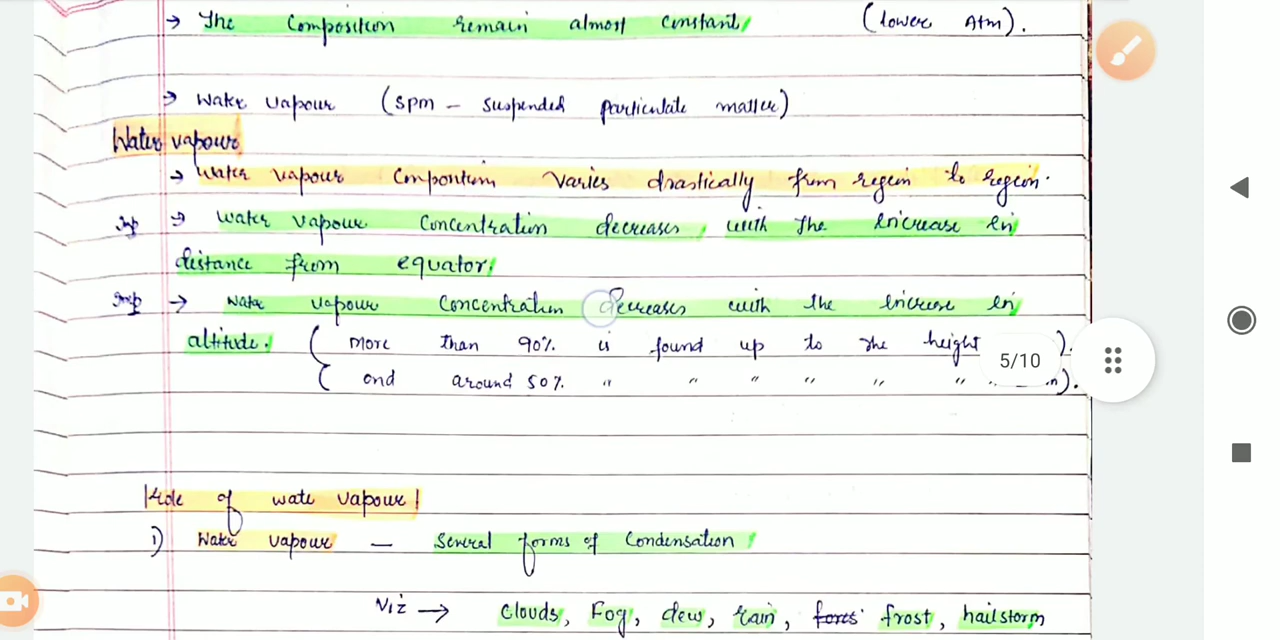 → The Composition remain almost constant, (lower Atm).
→ Water vapour (SPM - suspended particulate matter)
Water vapour
→ Water vapour varies drastically from region to region.
Imp → Water vapour concentration decreases, with the increase in
distance from equator.
Imp → Water vapour concentration decreases with the increase in
altitude. ( More than 90% is found up to the height ).
( and around 50% " " " " " " ).
5/10
Role of wate vapour
1) Water vapour - Several forms of condensation
Viz → Clouds, Fog, dew, rain, frost, hailstorm